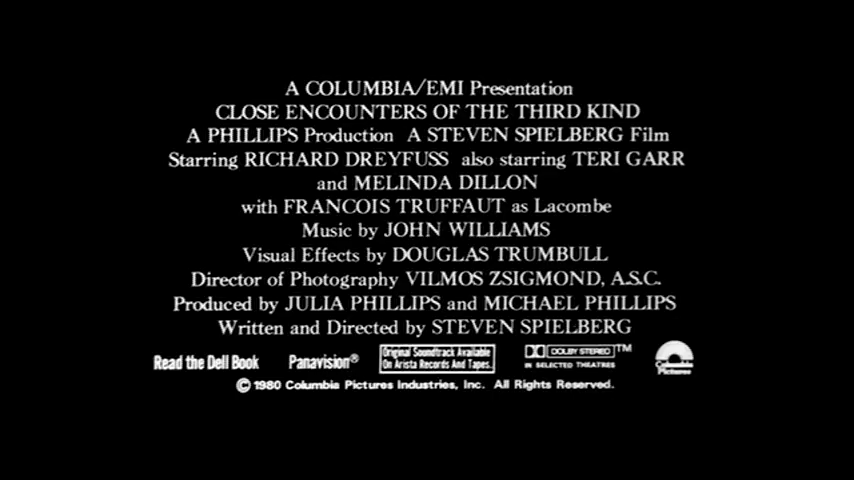 A COLUMBIA/EMI Presentation
CLOSE ENCOUNTERS OF THE THIRD KIND
A PHILLIPS Production A STEVEN SPIELBERG Film
Starring RICHARD DREYFUSS also starring TERI GARR
and MELINDA DILLON
with FRANCOIS TRUFFAUT as Lacombe
Music by JOHN WILLIAMS
Visual Effects by DOUGLAS TRUMBULL
Director of Photography VILMOS ZSIGMOND, A.S.C.
Produced by JULIA PHILLIPS and MICHAEL PHILLIPS
Written and Directed by STEVEN SPIELBERG
Read the Dell Book
Panavision®
Original Soundtrack Available
On Arista Records And Tapes.
DOLBY STEREO TM
IN SELECTED THEATRES
Columbia
Pictures
© 1980 Columbia Pictures Industries, Inc. All Rights Reserved.